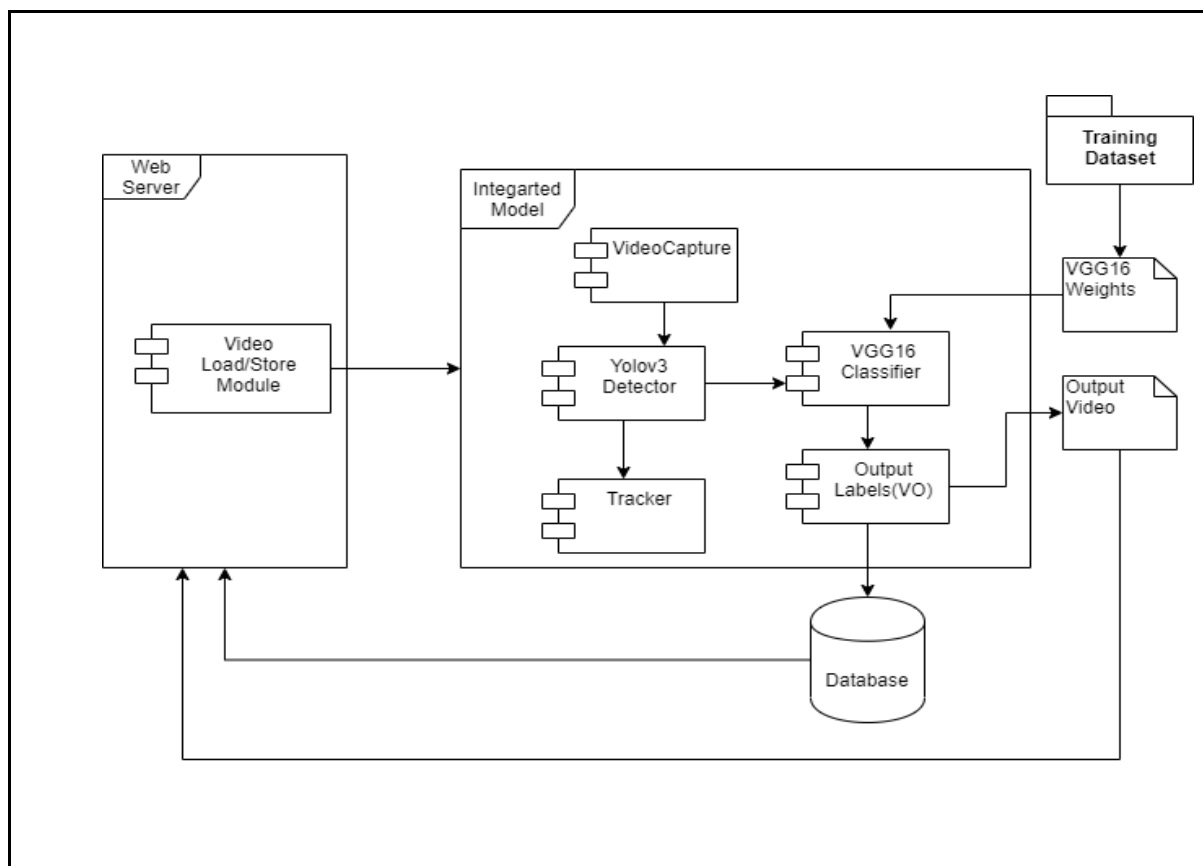 Web
Server
Video
Load/Store
Module
Integarted
Model
VideoCapture
Yolov3
Detector
Tracker
VGG16
Classifier
Output
Labels(VO)
Database
Training
Dataset
VGG16
Weights
Output
Video